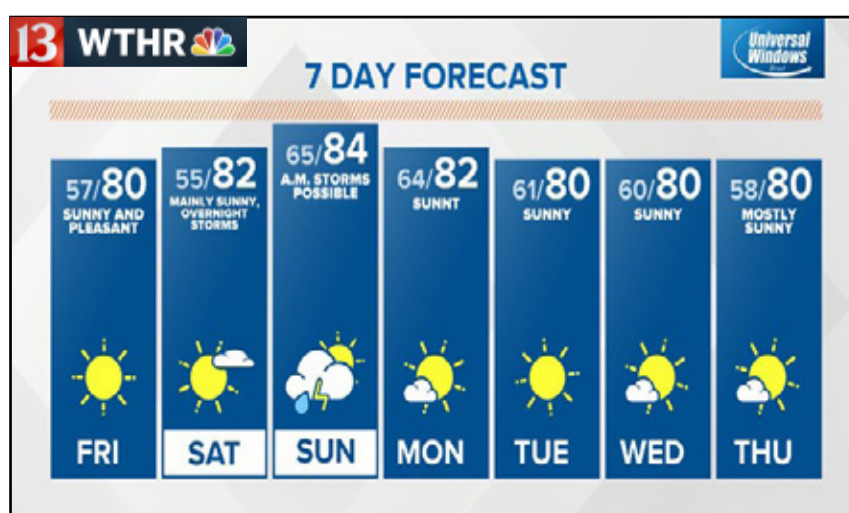 13 WTHR
Universal
Windows
7 DAY FORECAST
57/80
SUNNY AND
PLEASANT
FRI
55/82
MAINLY SUNNY,
OVERNIGHT
STORMS
SAT
65/84
A.M. STORMS
POSSIBLE
SUN
64/82
SUNNT
MON
61/80
SUNNY
TUE
60/80
SUNNY
WED
58/80
MOSTLY
SUNNY
THU